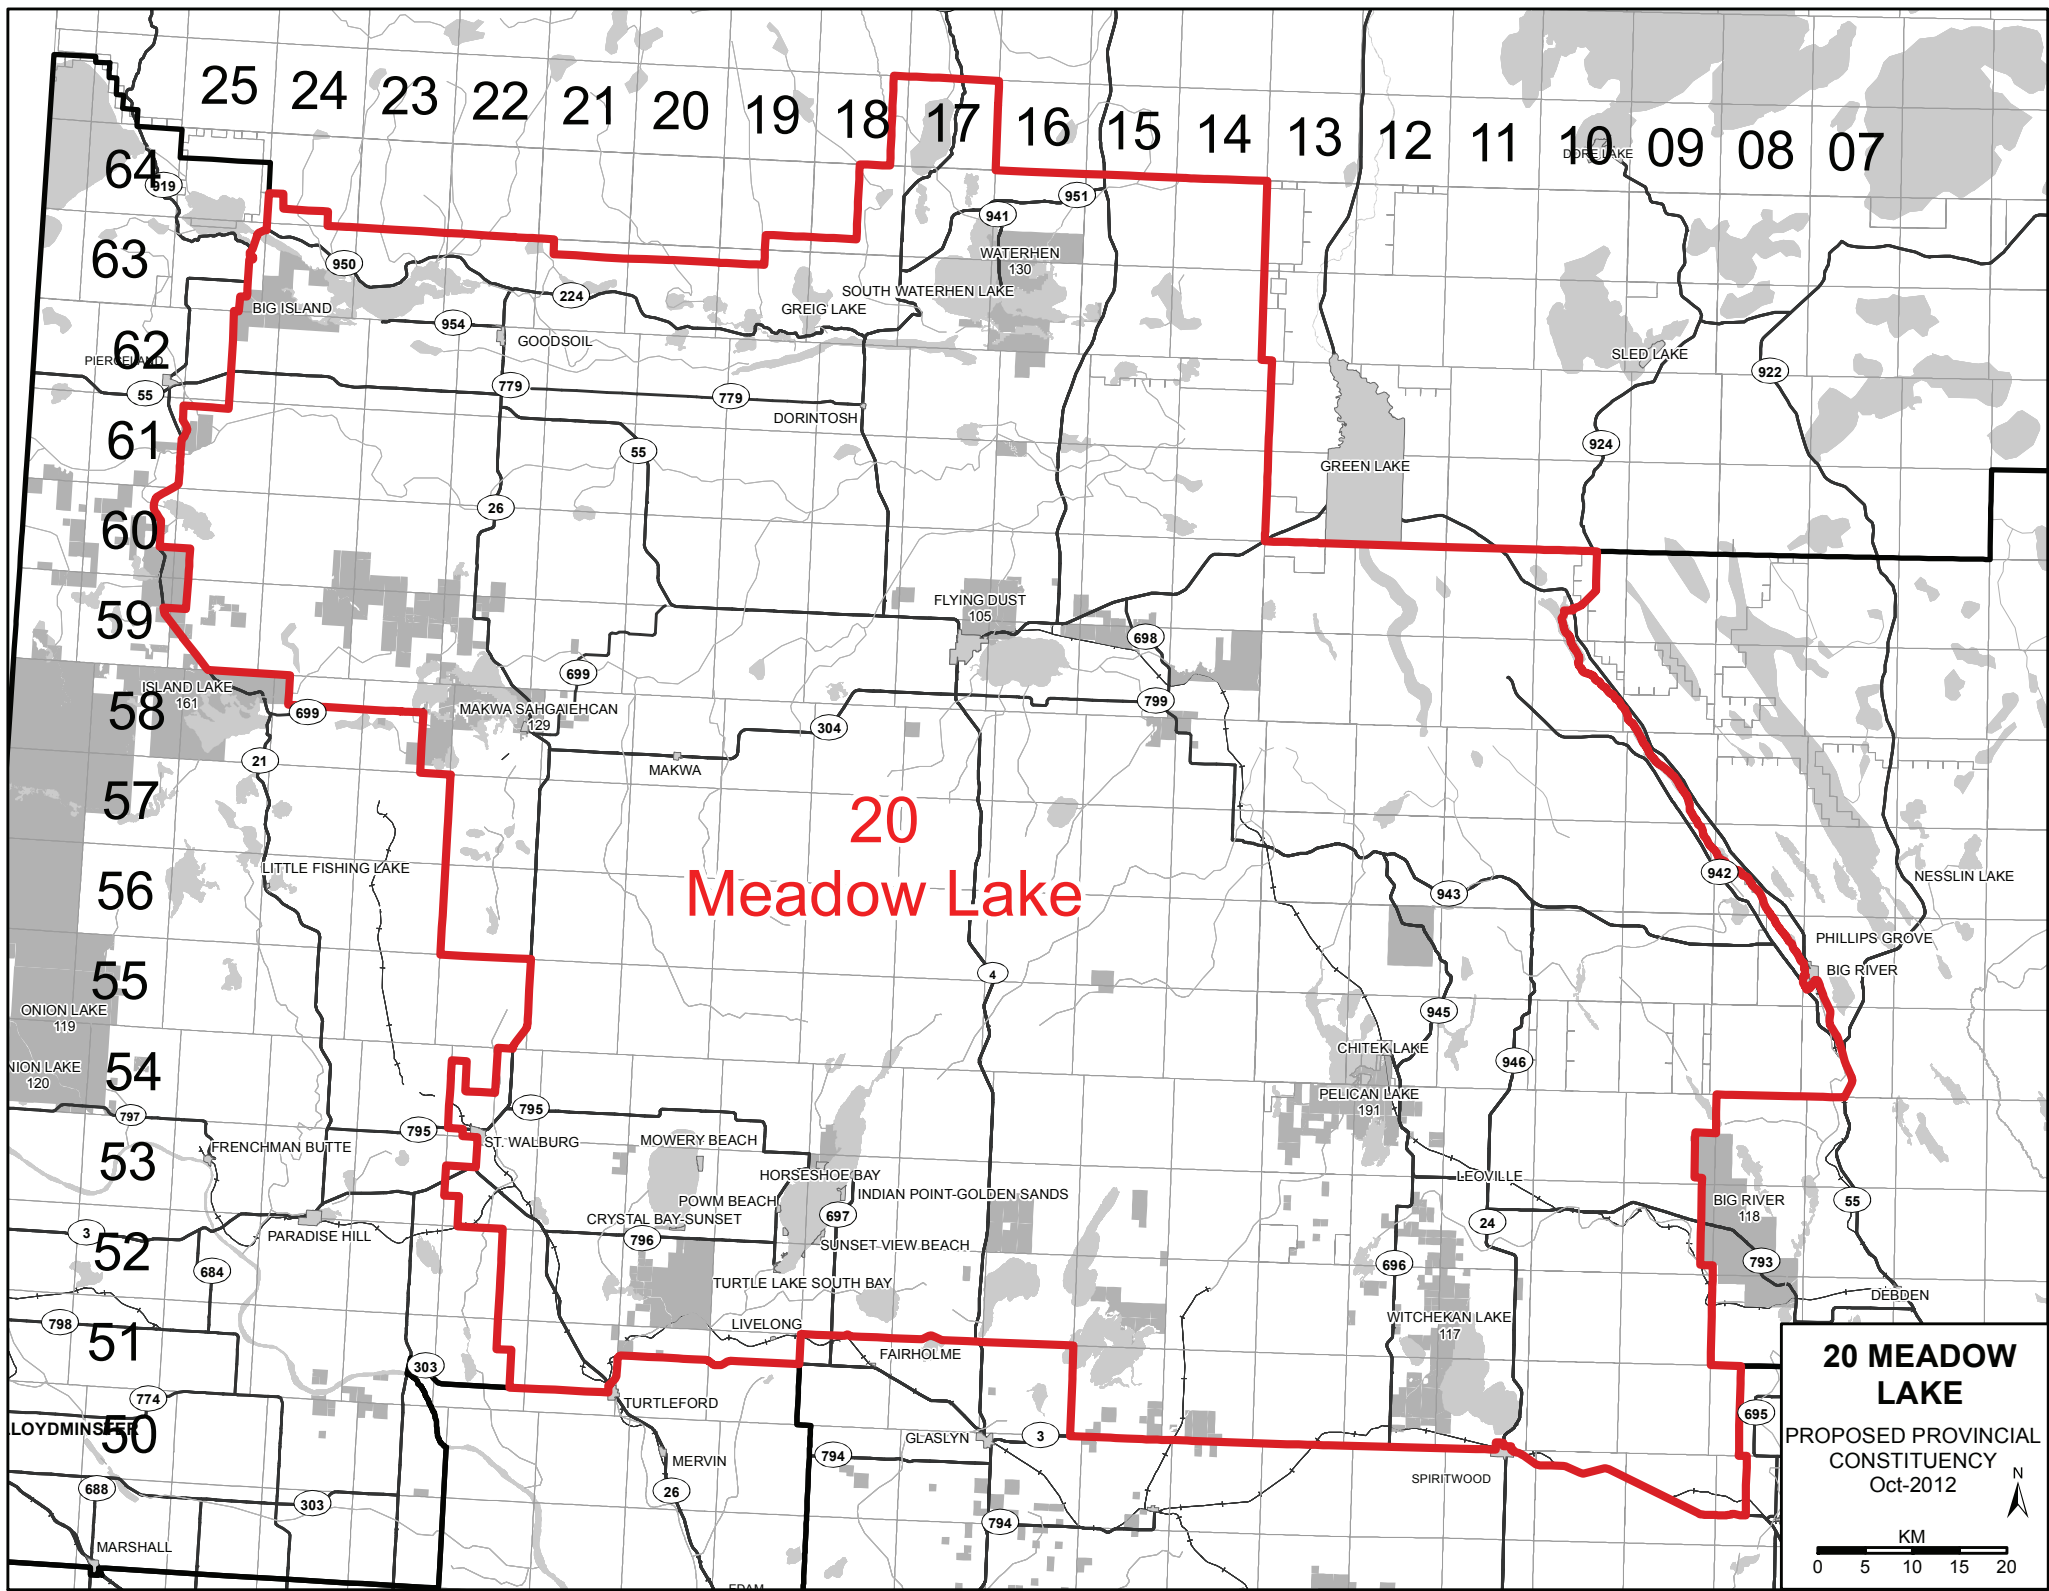 25 24 23 22 21 20 19 18 17 16 15 14 13 12 11 10 09 08 07
DORE LAKE
64
919
951
941
63
950
WATERHEN
130
224
SOUTH WATERHEN LAKE
BIG ISLAND
GREIG LAKE
954
GOODSOIL
62
PIERCELAND
SLED LAKE
922
55
779
779
DORINTOSH
61
55
924
GREEN LAKE
26
60
FLYING DUST
105
59
698
699
ISLAND LAKE
161
58
699
MAKWA SAHGAIEHCAN
129
799
304
21
MAKWA
57
20
Meadow Lake
LITTLE FISHING LAKE
56
942
NESSLIN LAKE
943
PHILLIPS GROVE
BIG RIVER
4
55
ONION LAKE
119
945
CHITEK LAKE
946
NION LAKE
120
54
PELICAN LAKE
191
797
795
795
ST. WALBURG
MOWERY BEACH
FRENCHMAN BUTTE
53
HORSESHOE BAY
LEOVILLE
INDIAN POINT-GOLDEN SANDS
POWM BEACH
BIG RIVER
118
55
697
CRYSTAL BAY-SUNSET
24
3
52
PARADISE HILL
796
SUNSET VIEW BEACH
793
684
696
TURTLE LAKE SOUTH BAY
DEBDEN
WITCHEKAN LAKE
117
798
51
LIVELONG
FAIRHOLME
303
774
TURTLEFORD
695
LLOYDMINSTER
50
GLASLYN
3
794
MERVIN
SPIRITWOOD
688
303
26
794
MARSHALL
EDAM
20 MEADOW
LAKE
PROPOSED PROVINCIAL
CONSTITUENCY
Oct-2012
N
KM
0 5 10 15 20